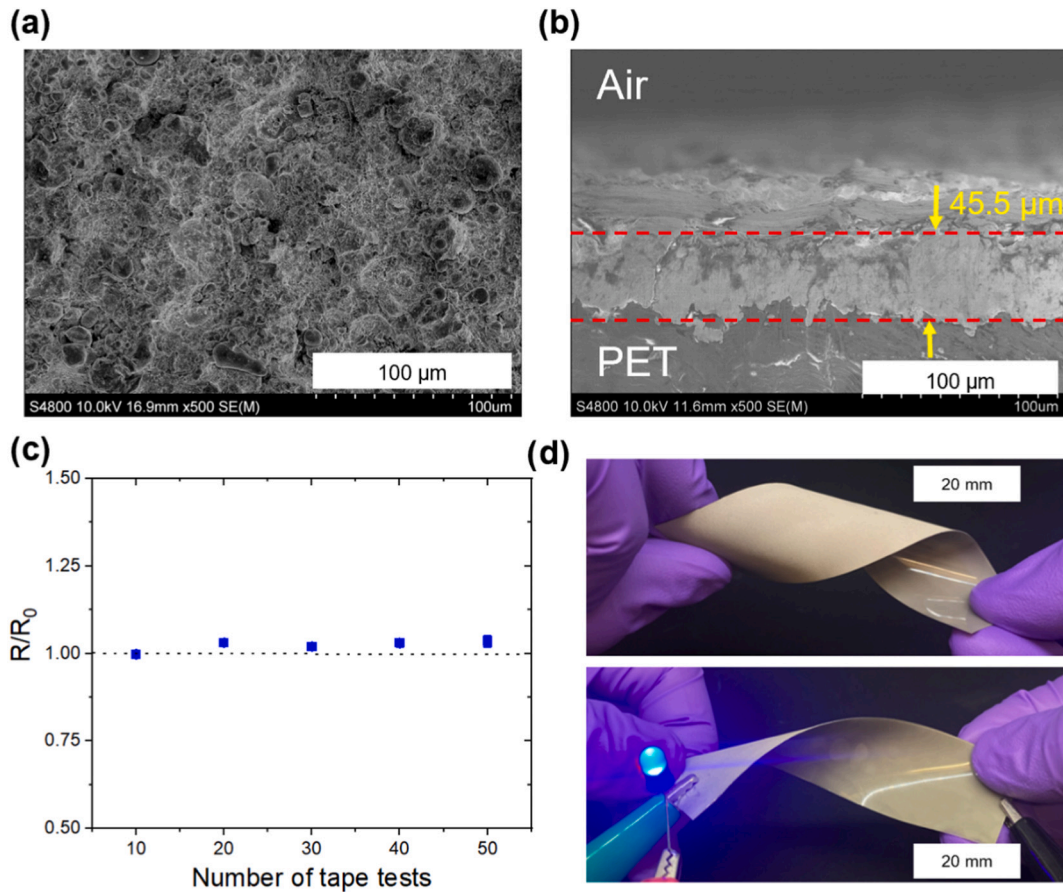 (a)
100 µm
S4800 10.0kV 16.9mm x500 SE(M)
100um
(b)
Air
45.5 µm
PET
100 µm
S4800 10.0kV 11.6mm x500 SE(M)
100um
(c)
1.50
1.25
1.00
0.75
0.50
R/R0
10 20 30 40 50
Number of tape tests
(d)
20 mm
20 mm